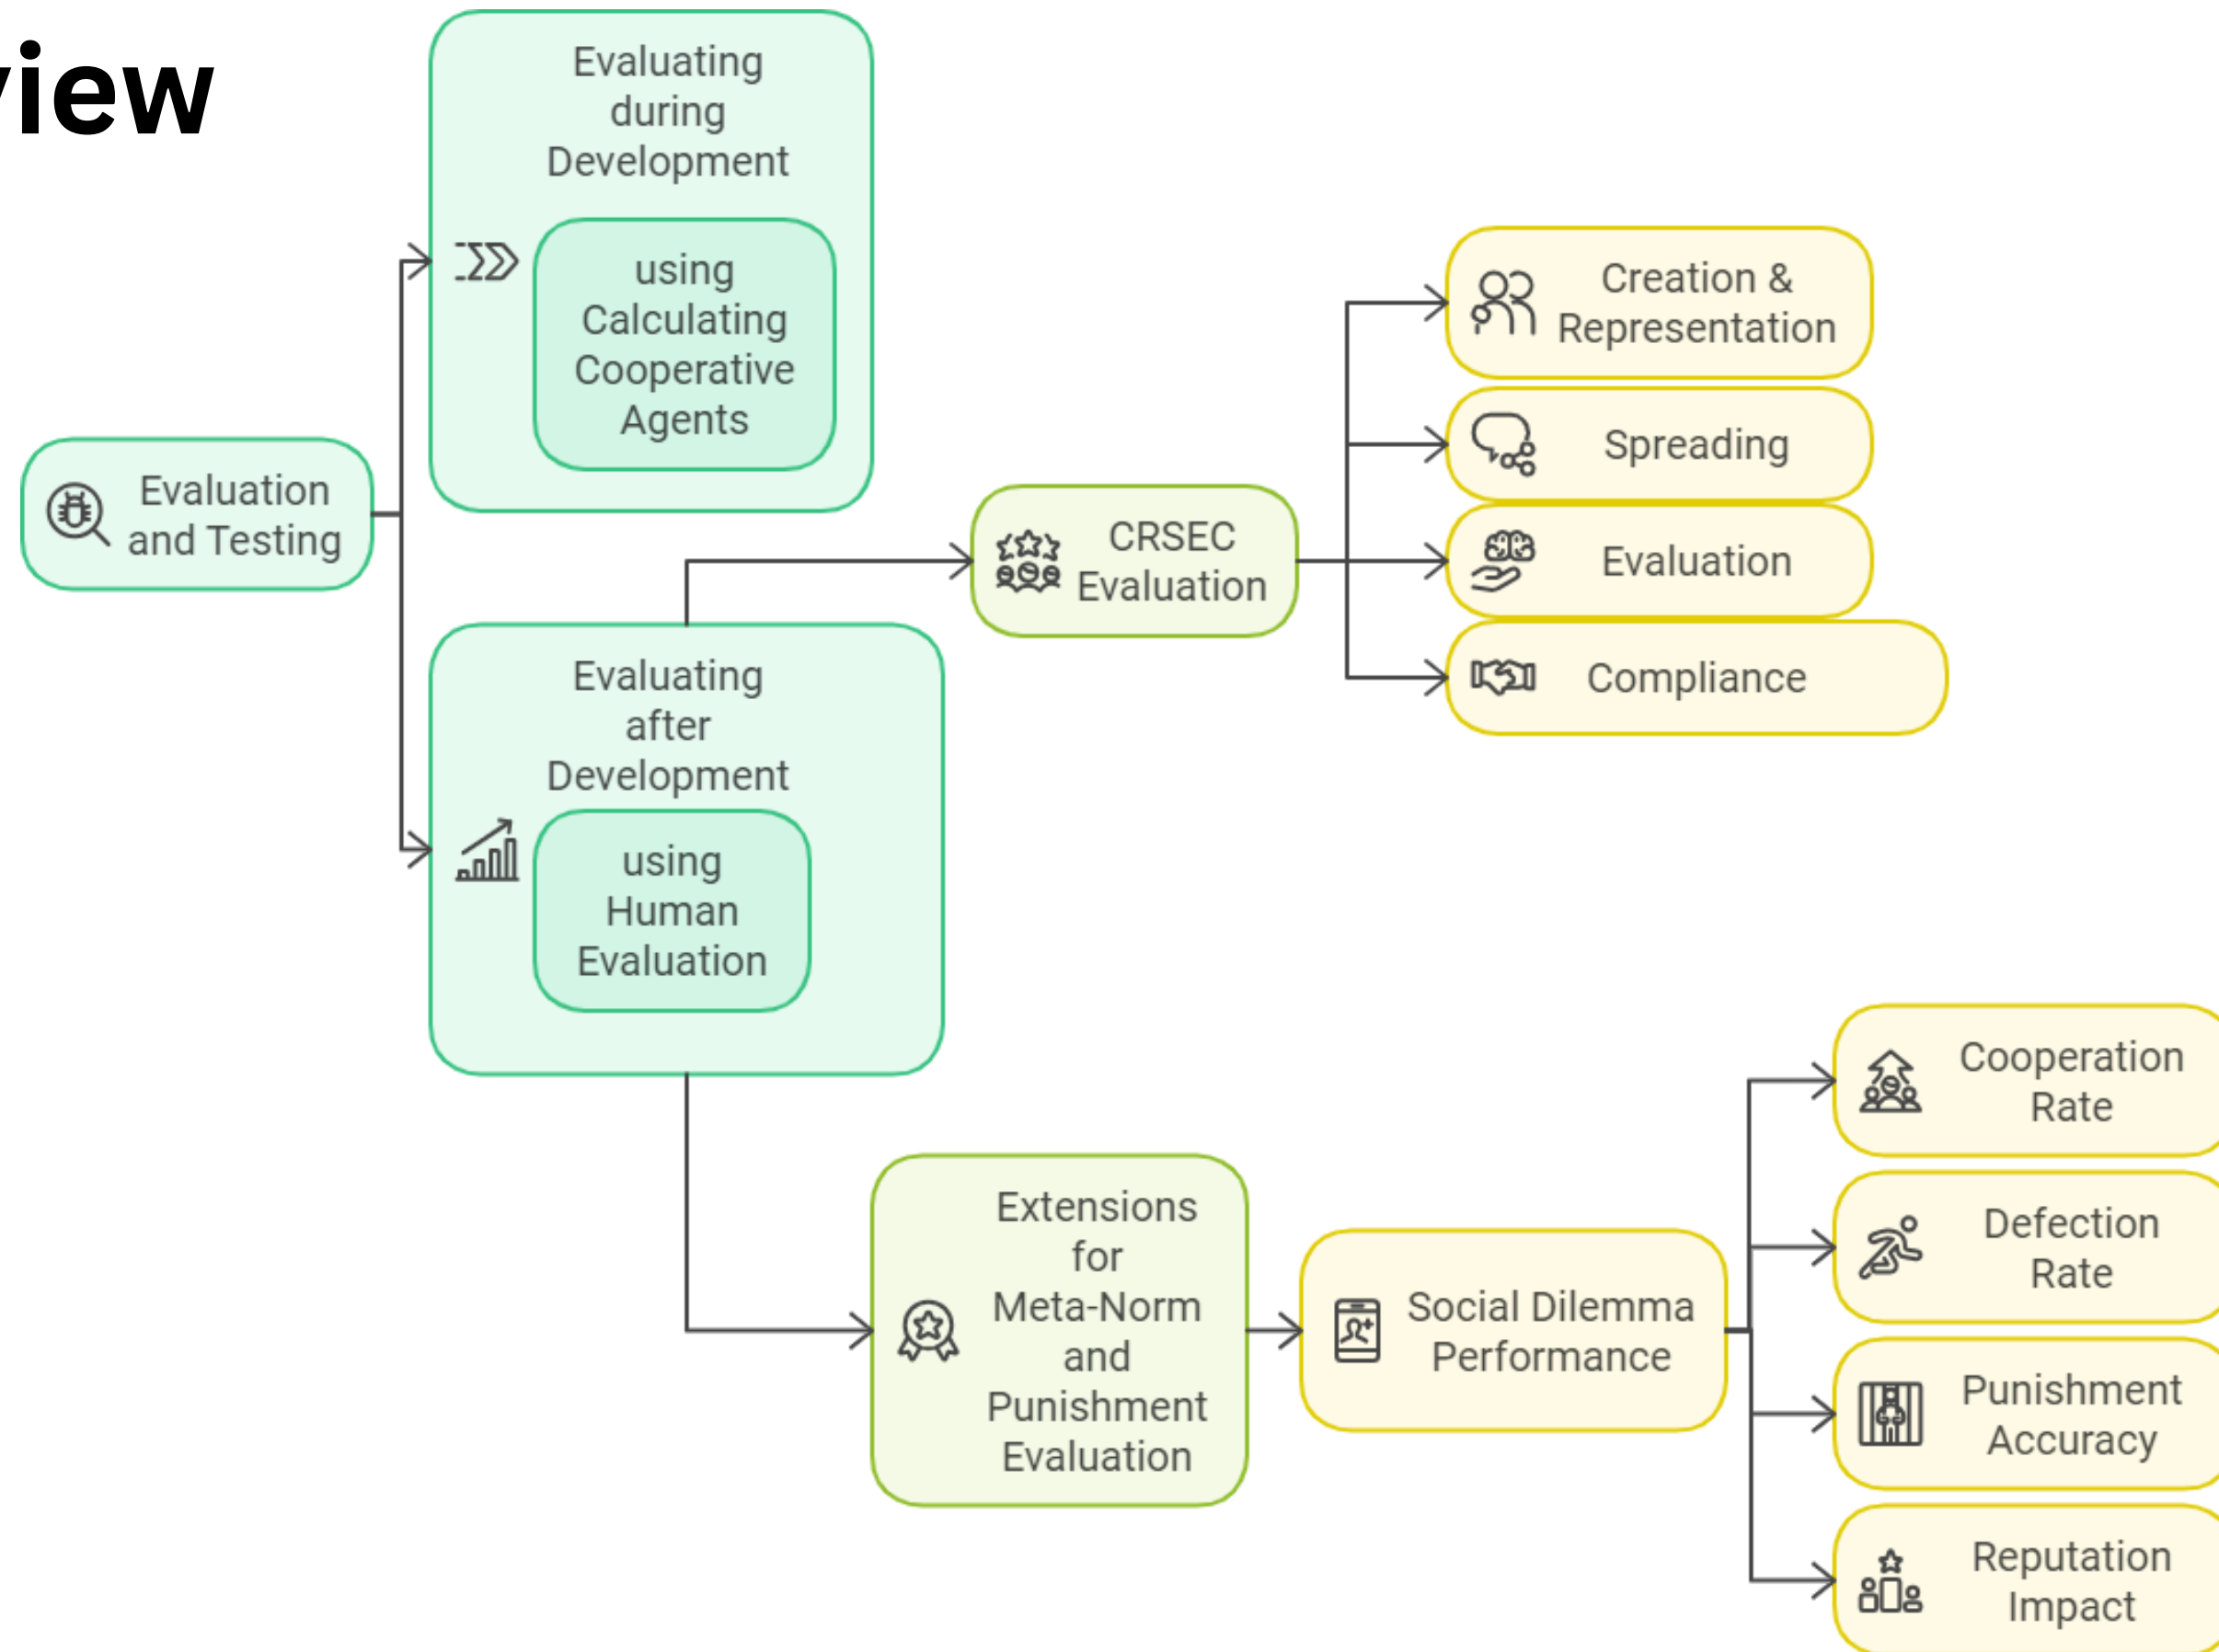 view
Evaluation
and Testing
Evaluating
during
Development
using
Calculating
Cooperative
Agents
Evaluating
after
Development
using
Human
Evaluation
CRSEC
Evaluation
Creation &
Representation
Spreading
Evaluation
Compliance
Extensions
for
Meta-Norm
and
Punishment
Evaluation
Social Dilemma
Performance
Cooperation
Rate
Defection
Rate
Punishment
Accuracy
Reputation
Impact